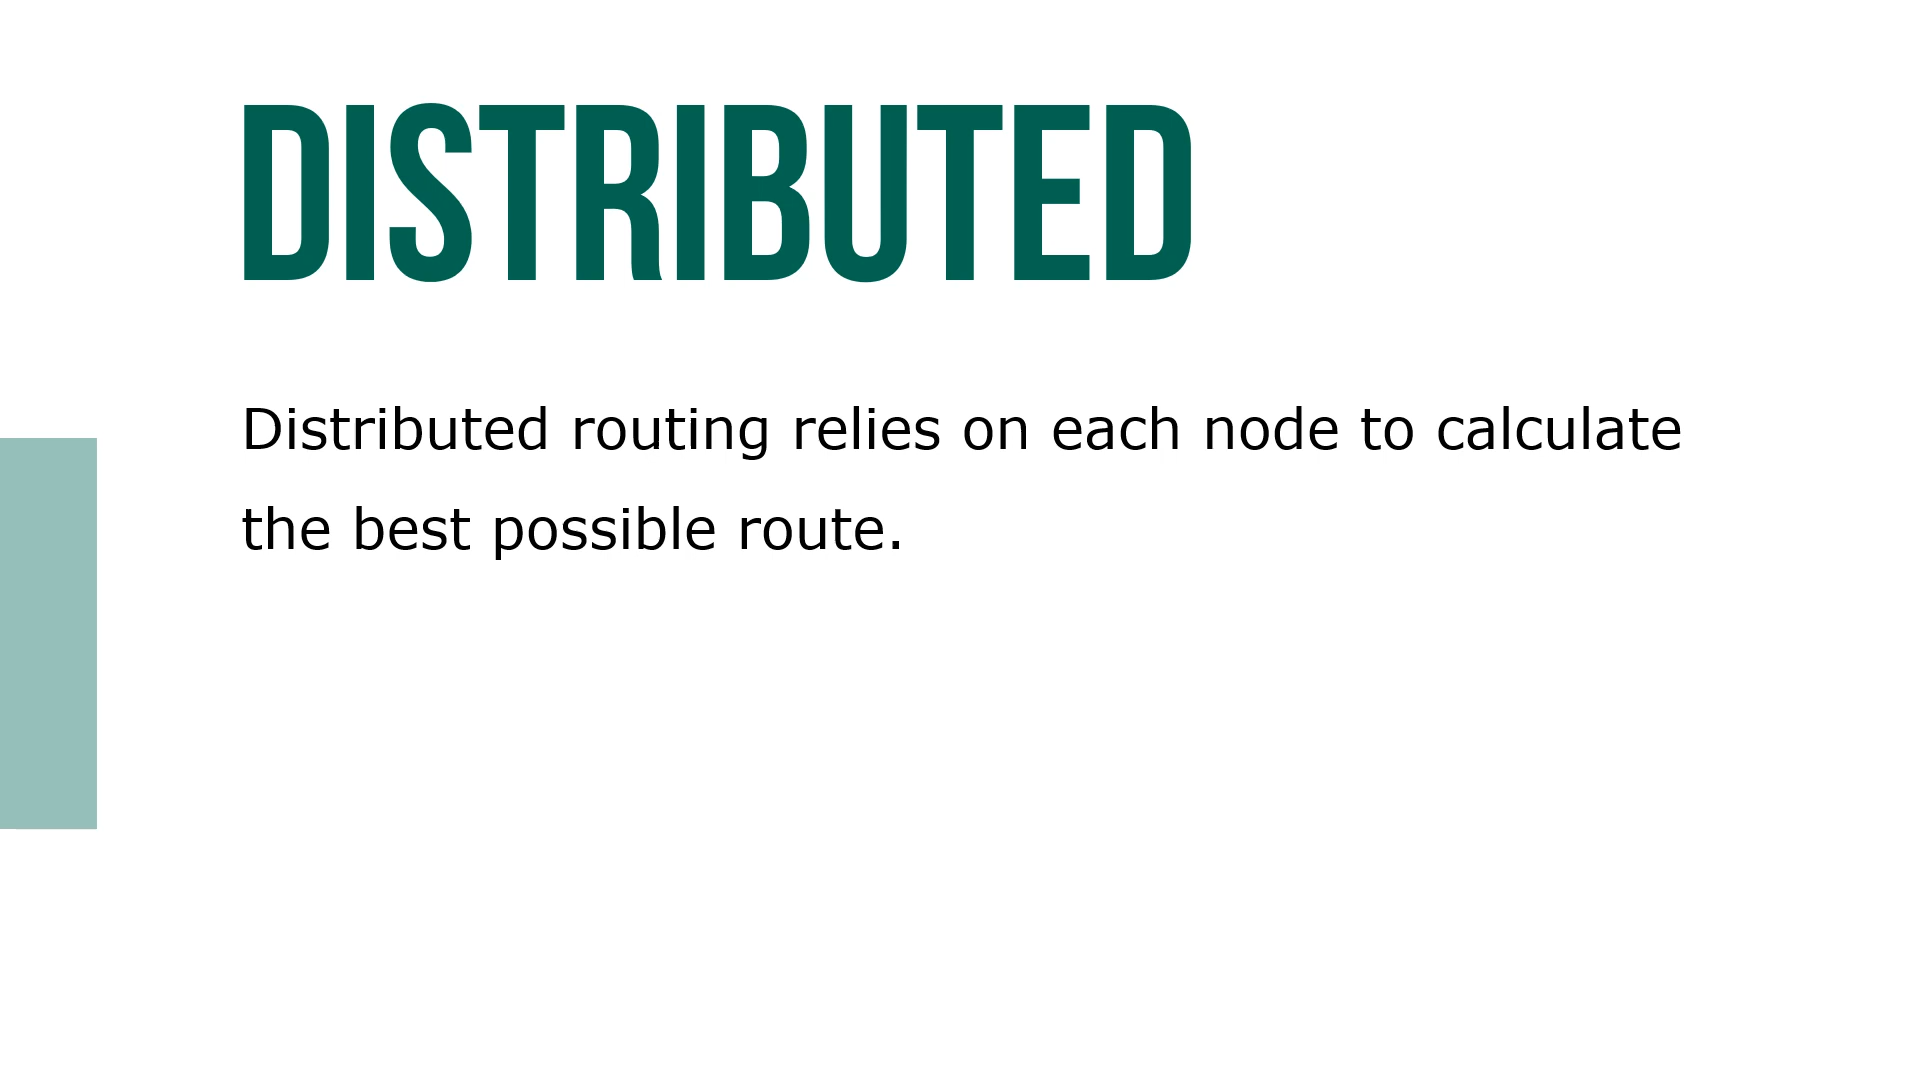 DISTRIBUTED
Distributed routing relies on each node to calculate
the best possible route.